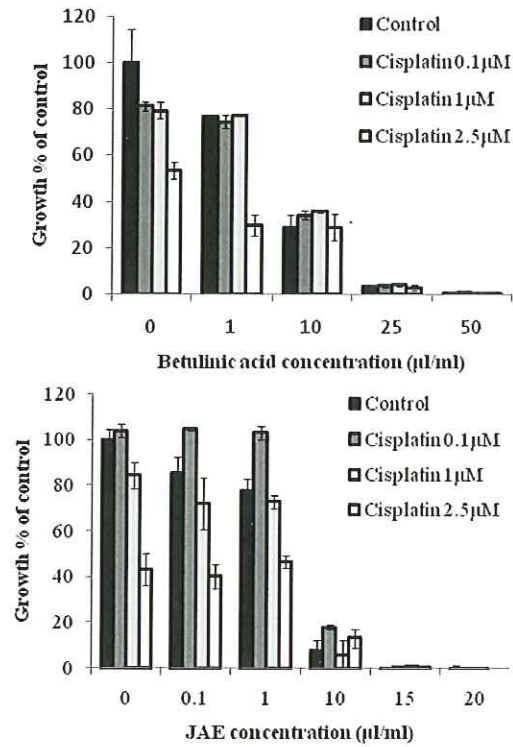 120
100
80
60
40
20
0
Growth % of control
Control
Cisplatin 0.1μM
Cisplatin 1μM
Cisplatin 2.5μM
0 1 10 25 50
Betulinic acid concentration (μl/ml)
120
100
80
60
40
20
0
Growth % of control
Control
Cisplatin 0.1μM
Cisplatin 1μM
Cisplatin 2.5μM
0 0.1 1 10 15 20
JAE concentration (μl/ml)